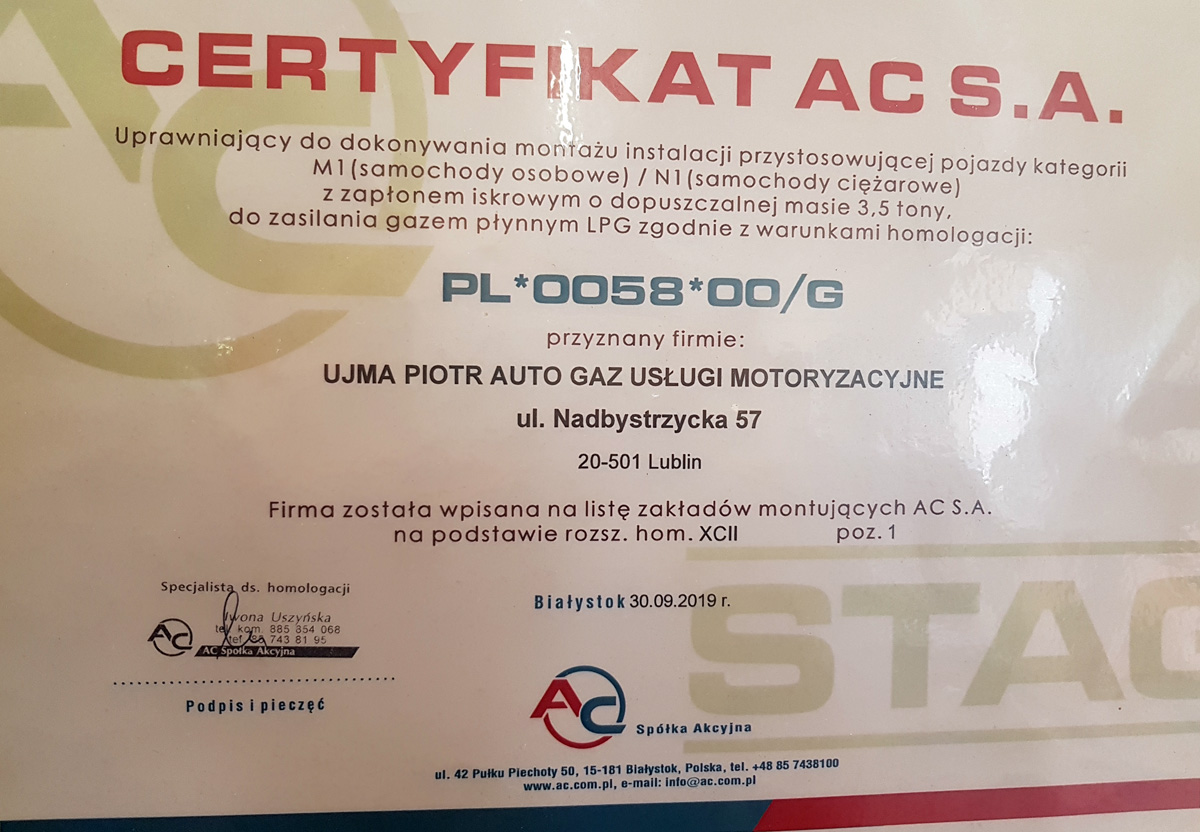 CERTYFIKAT AC S.A.
Uprawniający do dokonywania montażu instalacji przystosowującej pojazdy kategorii
M1(samochody osobowe) / N1(samochody ciężarowe)
z zapłonem iskrowym o dopuszczalnej masie 3,5 tony,
do zasilania gazem płynnym LPG zgodnie z warunkami homologacji:
PL*0058*00/G
przyznany firmie:
UJMA PIOTR AUTO GAZ USŁUGI MOTORYZACYJNE
ul. Nadbystrzycka 57
20-501 Lublin
Firma została wpisana na listę zakładów montujących AC S.A.
na podstawie rozsz. hom. XCII poz. 1
Specjalista ds. homologacji
Iwona Uszyńska
tel. kom. 885 354 068
tel. 743 81 95
AC
AC Spółka Akcyjna
Podpis i pieczęć
Białystok 30.09.2019 r.
STAG
AC Spółka Akcyjna
ul. 42 Pułku Piechoty 50, 15-181 Białystok, Polska, tel. +48 85 7438100
www.ac.com.pl, e-mail: info@ac.com.pl